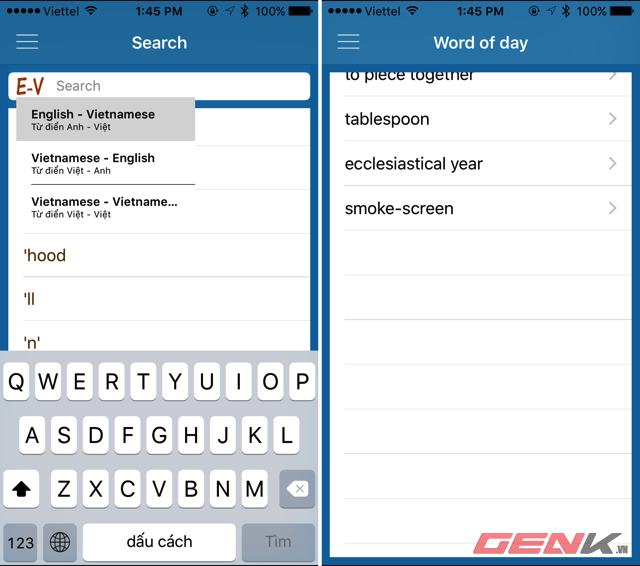 Viettel 1:45 PM 100%
Search
E-V Search
English - Vietnamese
Từ điển Anh - Việt
Vietnamese - English
Từ điển Việt - Anh
Vietnamese - Vietname...
Từ điển Việt - Việt
'hood
'll
'n'
Q W E R T Y U I O P
A S D F G H J K L
Z X C V B N M
123 dấu cách Tìm
Viettel 1:45 PM 100%
Word of day
to piece together
tablespoon
ecclesiastical year
smoke-screen
GENK.VN